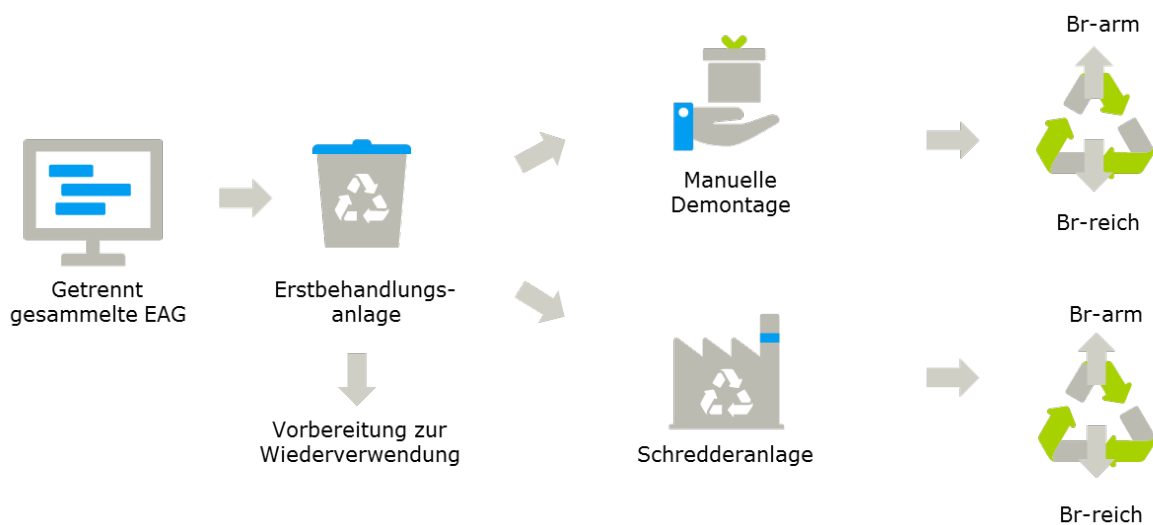 Getrennt
gesammelte EAG
Erstbehandlungs-
anlage
Vorbereitung zur
Wiederverwendung
Manuelle
Demontage
Br-arm
Br-reich
Schredderanlage
Br-arm
Br-reich